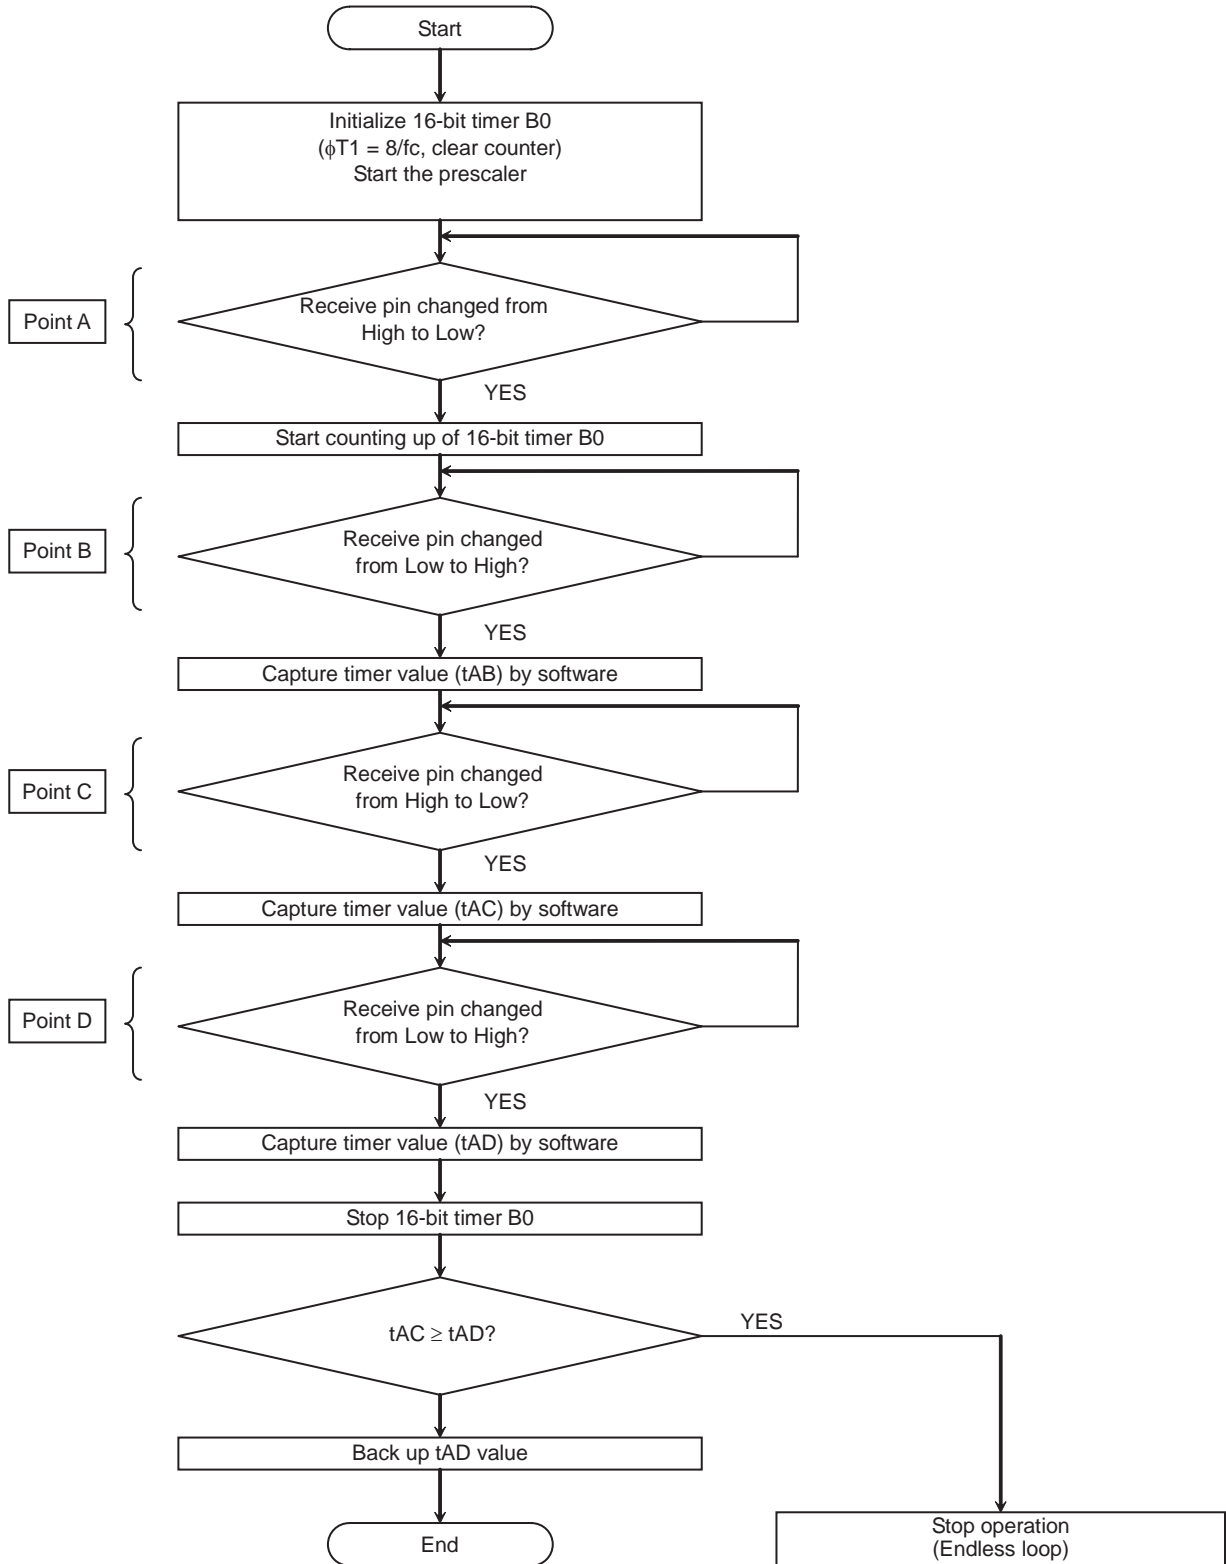 Start
Initialize 16-bit timer B0
(ϕT1 = 8/fc, clear counter)
Start the prescaler
Point A
Receive pin changed from
High to Low?
YES
Start counting up of 16-bit timer B0
Point B
Receive pin changed
from Low to High?
YES
Capture timer value (tAB) by software
Point C
Receive pin changed
from High to Low?
YES
Capture timer value (tAC) by software
Point D
Receive pin changed
from Low to High?
YES
Capture timer value (tAD) by software
Stop 16-bit timer B0
tAC ≥ tAD?
YES
Back up tAD value
End
Stop operation
(Endless loop)